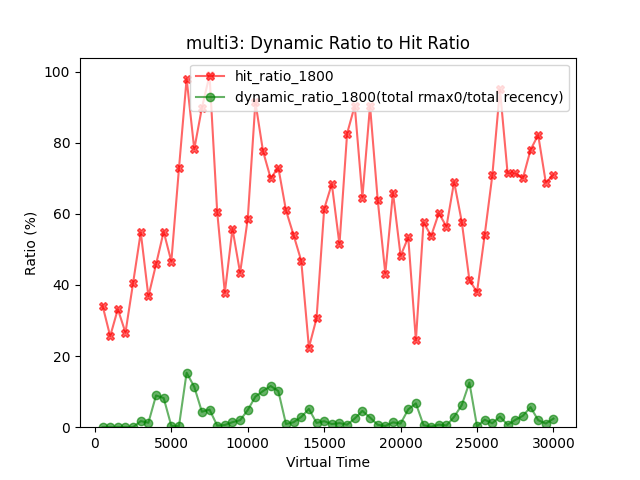 multi3: Dynamic Ratio to Hit Ratio
hit_ratio_1800
dynamic_ratio_1800(total rmax0/total recency)
Ratio (%)
100
80
60
40
20
0
0 5000 10000 15000 20000 25000 30000
Virtual Time